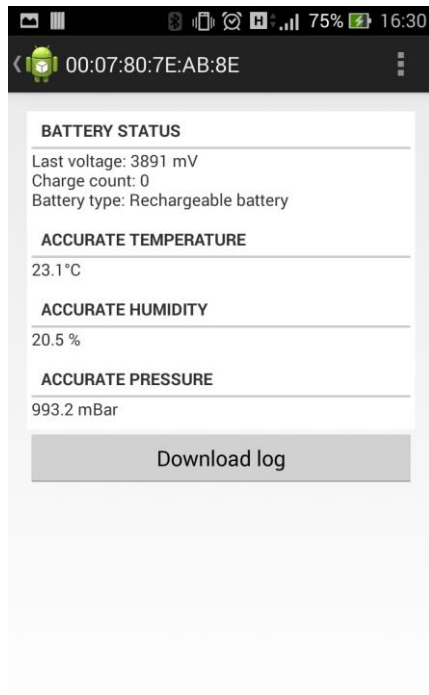 H 75% 16:30
00:07:80:7E:AB:8E
BATTERY STATUS
Last voltage: 3891 mV
Charge count: 0
Battery type: Rechargeable battery
ACCURATE TEMPERATURE
23.1°C
ACCURATE HUMIDITY
20.5 %
ACCURATE PRESSURE
993.2 mBar
Download log